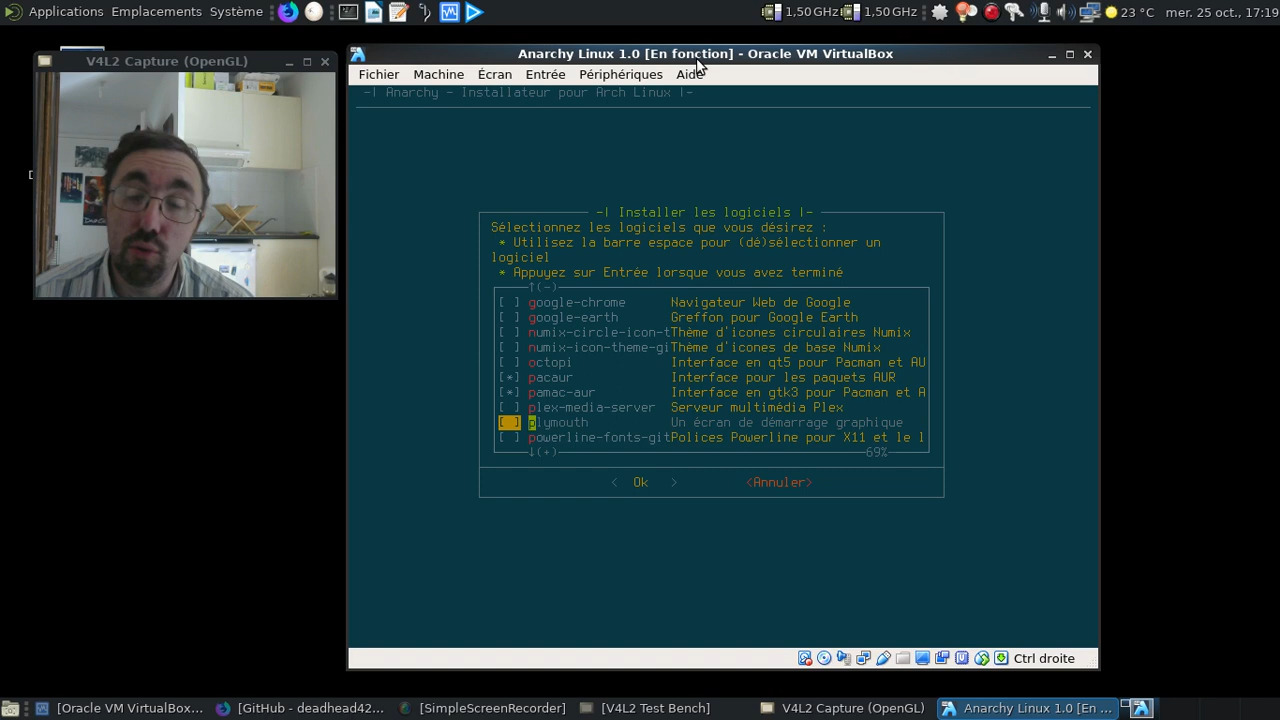 Applications Emplacements Système
1,50 GHz 1,50 GHz
23 °C mer. 25 oct., 17:19
V4L2 Capture (OpenGL)
Anarchy Linux 1.0 [En fonction] - Oracle VM VirtualBox
Fichier Machine Écran Entrée Périphériques Aide
-| Anarchy - Installateur pour Arch Linux |-
-| Installer les logiciels |-
Sélectionnez les logiciels que vous désirez :
* Utilisez la barre espace pour (dé)sélectionner un
logiciel
* Appuyez sur Entrée lorsque vous avez terminé
↑(-)
[ ] google-chrome Navigateur Web de Google
[ ] google-earth Greffon pour Google Earth
[ ] numix-circle-icon-tThème d'icones circulaires Numix
[ ] numix-icon-theme-giThème d'icones de base Numix
[ ] octopi Interface en qt5 pour Pacman et AU
[*] pacaur Interface pour les paquets AUR
[*] pamac-aur Interface en gtk3 pour Pacman et A
[ ] plex-media-server Serveur multimédia Plex
[ ] plymouth Un écran de démarrage graphique
[ ] powerline-fonts-gitPolices Powerline pour X11 et le l
↓(+) 69%
< Ok > <Annuler>
Ctrl droite
[Oracle VM VirtualBox... [GitHub - deadhead42... [SimpleScreenRecorder] [V4L2 Test Bench] V4L2 Capture (OpenGL) Anarchy Linux 1.0 [En ...